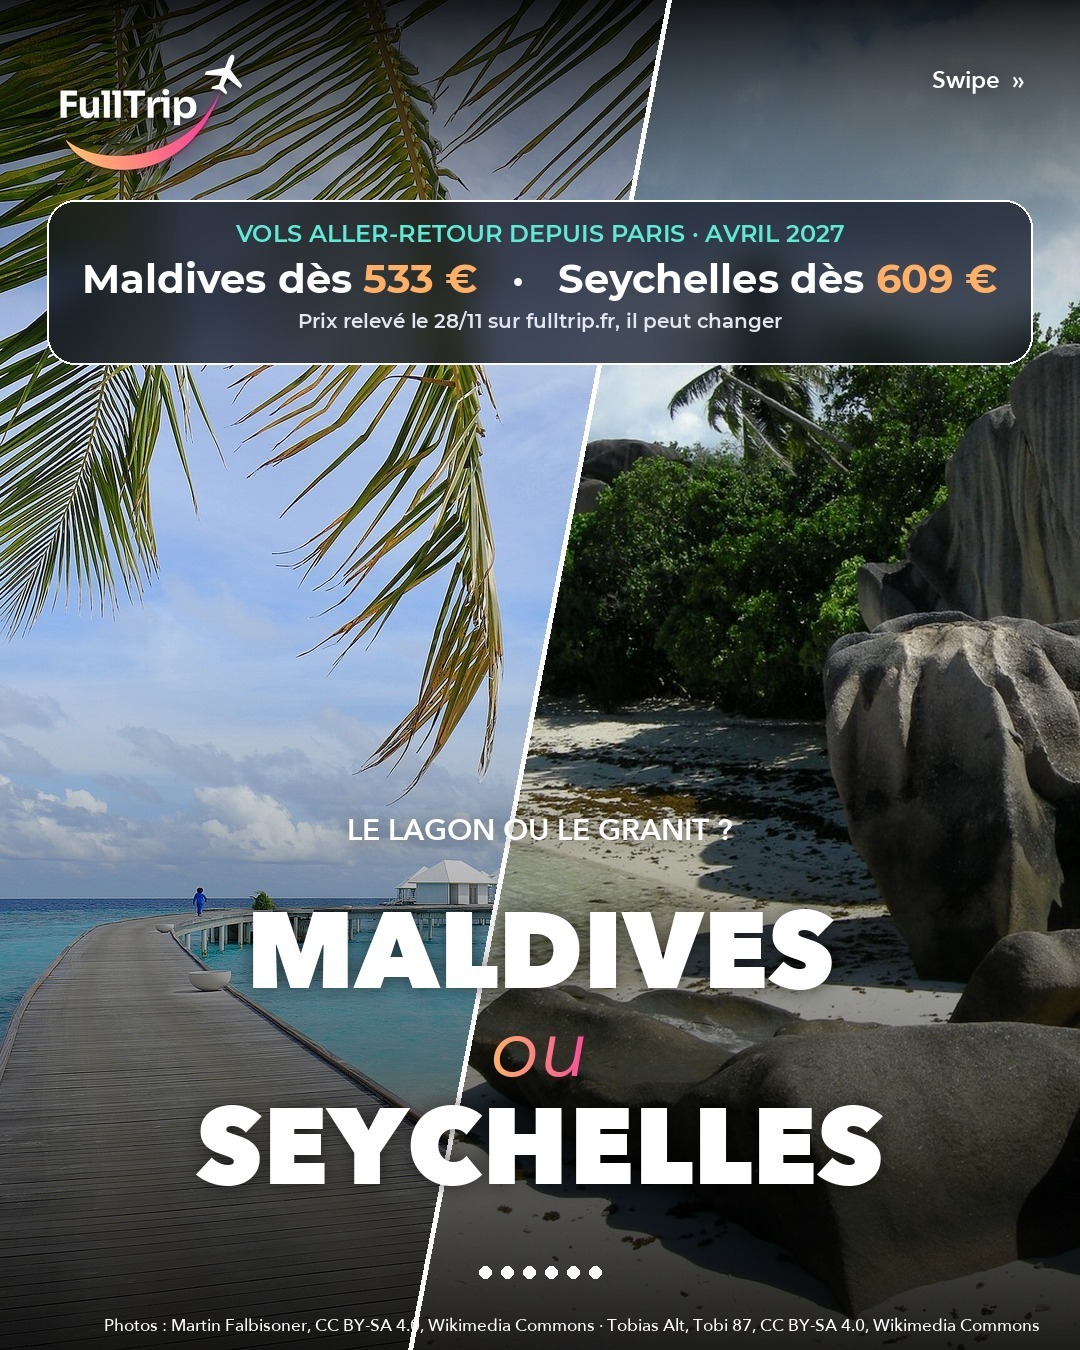 FullTrip
Swipe »
VOLS ALLER-RETOUR DEPUIS PARIS · AVRIL 2027
Maldives dès 533 € • Seychelles dès 609 €
Prix relevé le 28/11 sur fulltrip.fr, il peut changer
LE LAGON OU LE GRANIT ?
MALDIVES
ou
SEYCHELLES
Photos : Martin Falbisoner, CC BY-SA 4.0, Wikimedia Commons · Tobias Alt, Tobi 87, CC BY-SA 4.0, Wikimedia Commons